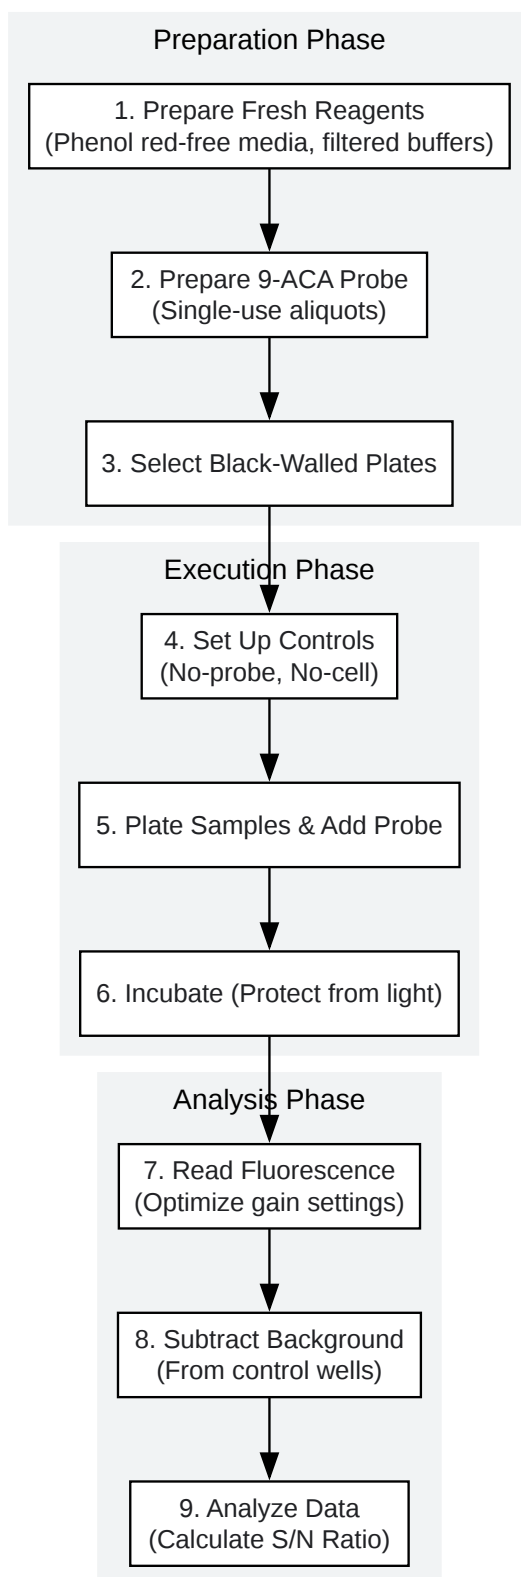 Preparation Phase
1. Prepare Fresh Reagents
(Phenol red-free media, filtered buffers)
2. Prepare 9-ACA Probe
(Single-use aliquots)
3. Select Black-Walled Plates
Execution Phase
4. Set Up Controls
(No-probe, No-cell)
5. Plate Samples & Add Probe
6. Incubate (Protect from light)
Analysis Phase
7. Read Fluorescence
(Optimize gain settings)
8. Subtract Background
(From control wells)
9. Analyze Data
(Calculate S/N Ratio)